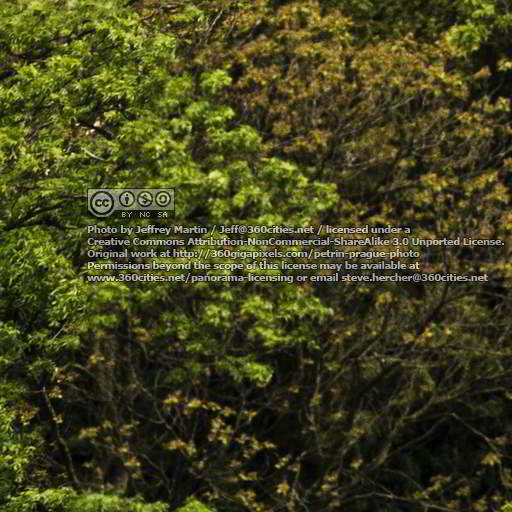 cc BY NC SA
Photo by Jeffrey Martin / Jeff@360cities.net / licensed under a
Creative Commons Attribution-NonCommercial-ShareAlike 3.0 Unported License.
Original work at http://360gigapixels.com/petrin-prague-photo
Permissions beyond the scope of this license may be available at
www.360cities.net/panorama-licensing or email steve.hercher@360cities.net